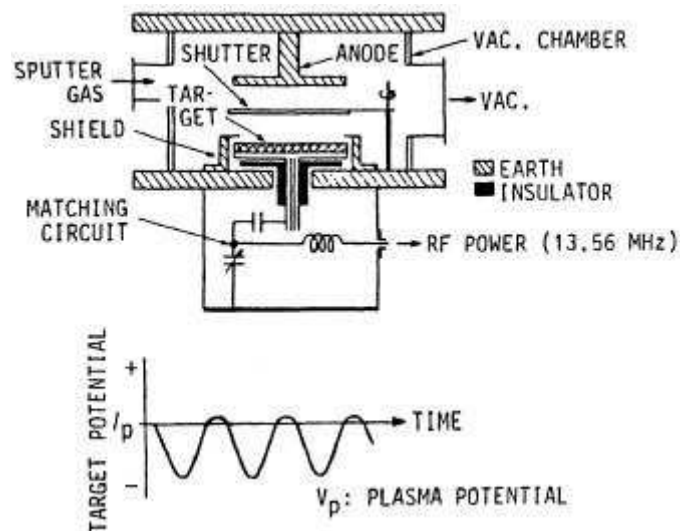 SHUTTER
ANODE
VAC. CHAMBER
SPUTTER
GAS
TAR-
GET
VAC.
SHIELD
EARTH
INSULATOR
MATCHING
CIRCUIT
RF POWER (13.56 MHz)
TARGET POTENTIAL
+
/p
TIME
-
Vp: PLASMA POTENTIAL